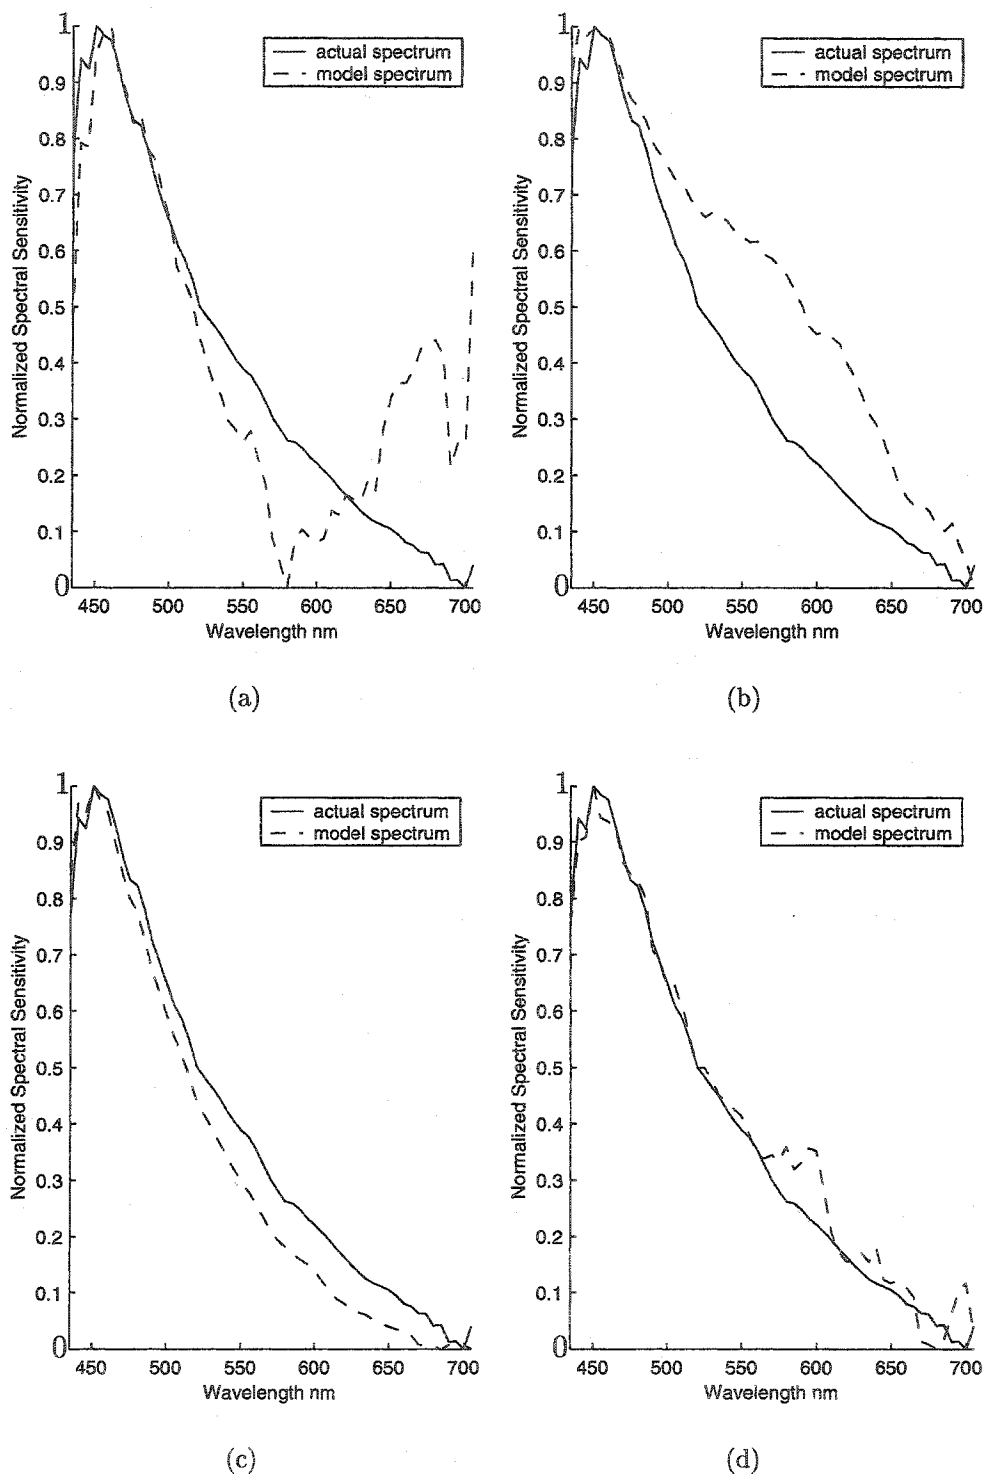 1
0.9
0.8
0.7
0.6
0.5
0.4
0.3
0.2
0.1
0
450 500 550 600 650 700
Normalized Spectral Sensitivity
Wavelength nm
actual spectrum
model spectrum
(a)
1
0.9
0.8
0.7
0.6
0.5
0.4
0.3
0.2
0.1
0
450 500 550 600 650 700
Normalized Spectral Sensitivity
Wavelength nm
actual spectrum
model spectrum
(b)
1
0.9
0.8
0.7
0.6
0.5
0.4
0.3
0.2
0.1
0
450 500 550 600 650 700
Normalized Spectral Sensitivity
Wavelength nm
actual spectrum
model spectrum
(c)
1
0.9
0.8
0.7
0.6
0.5
0.4
0.3
0.2
0.1
0
450 500 550 600 650 700
Normalized Spectral Sensitivity
Wavelength nm
actual spectrum
model spectrum
(d)